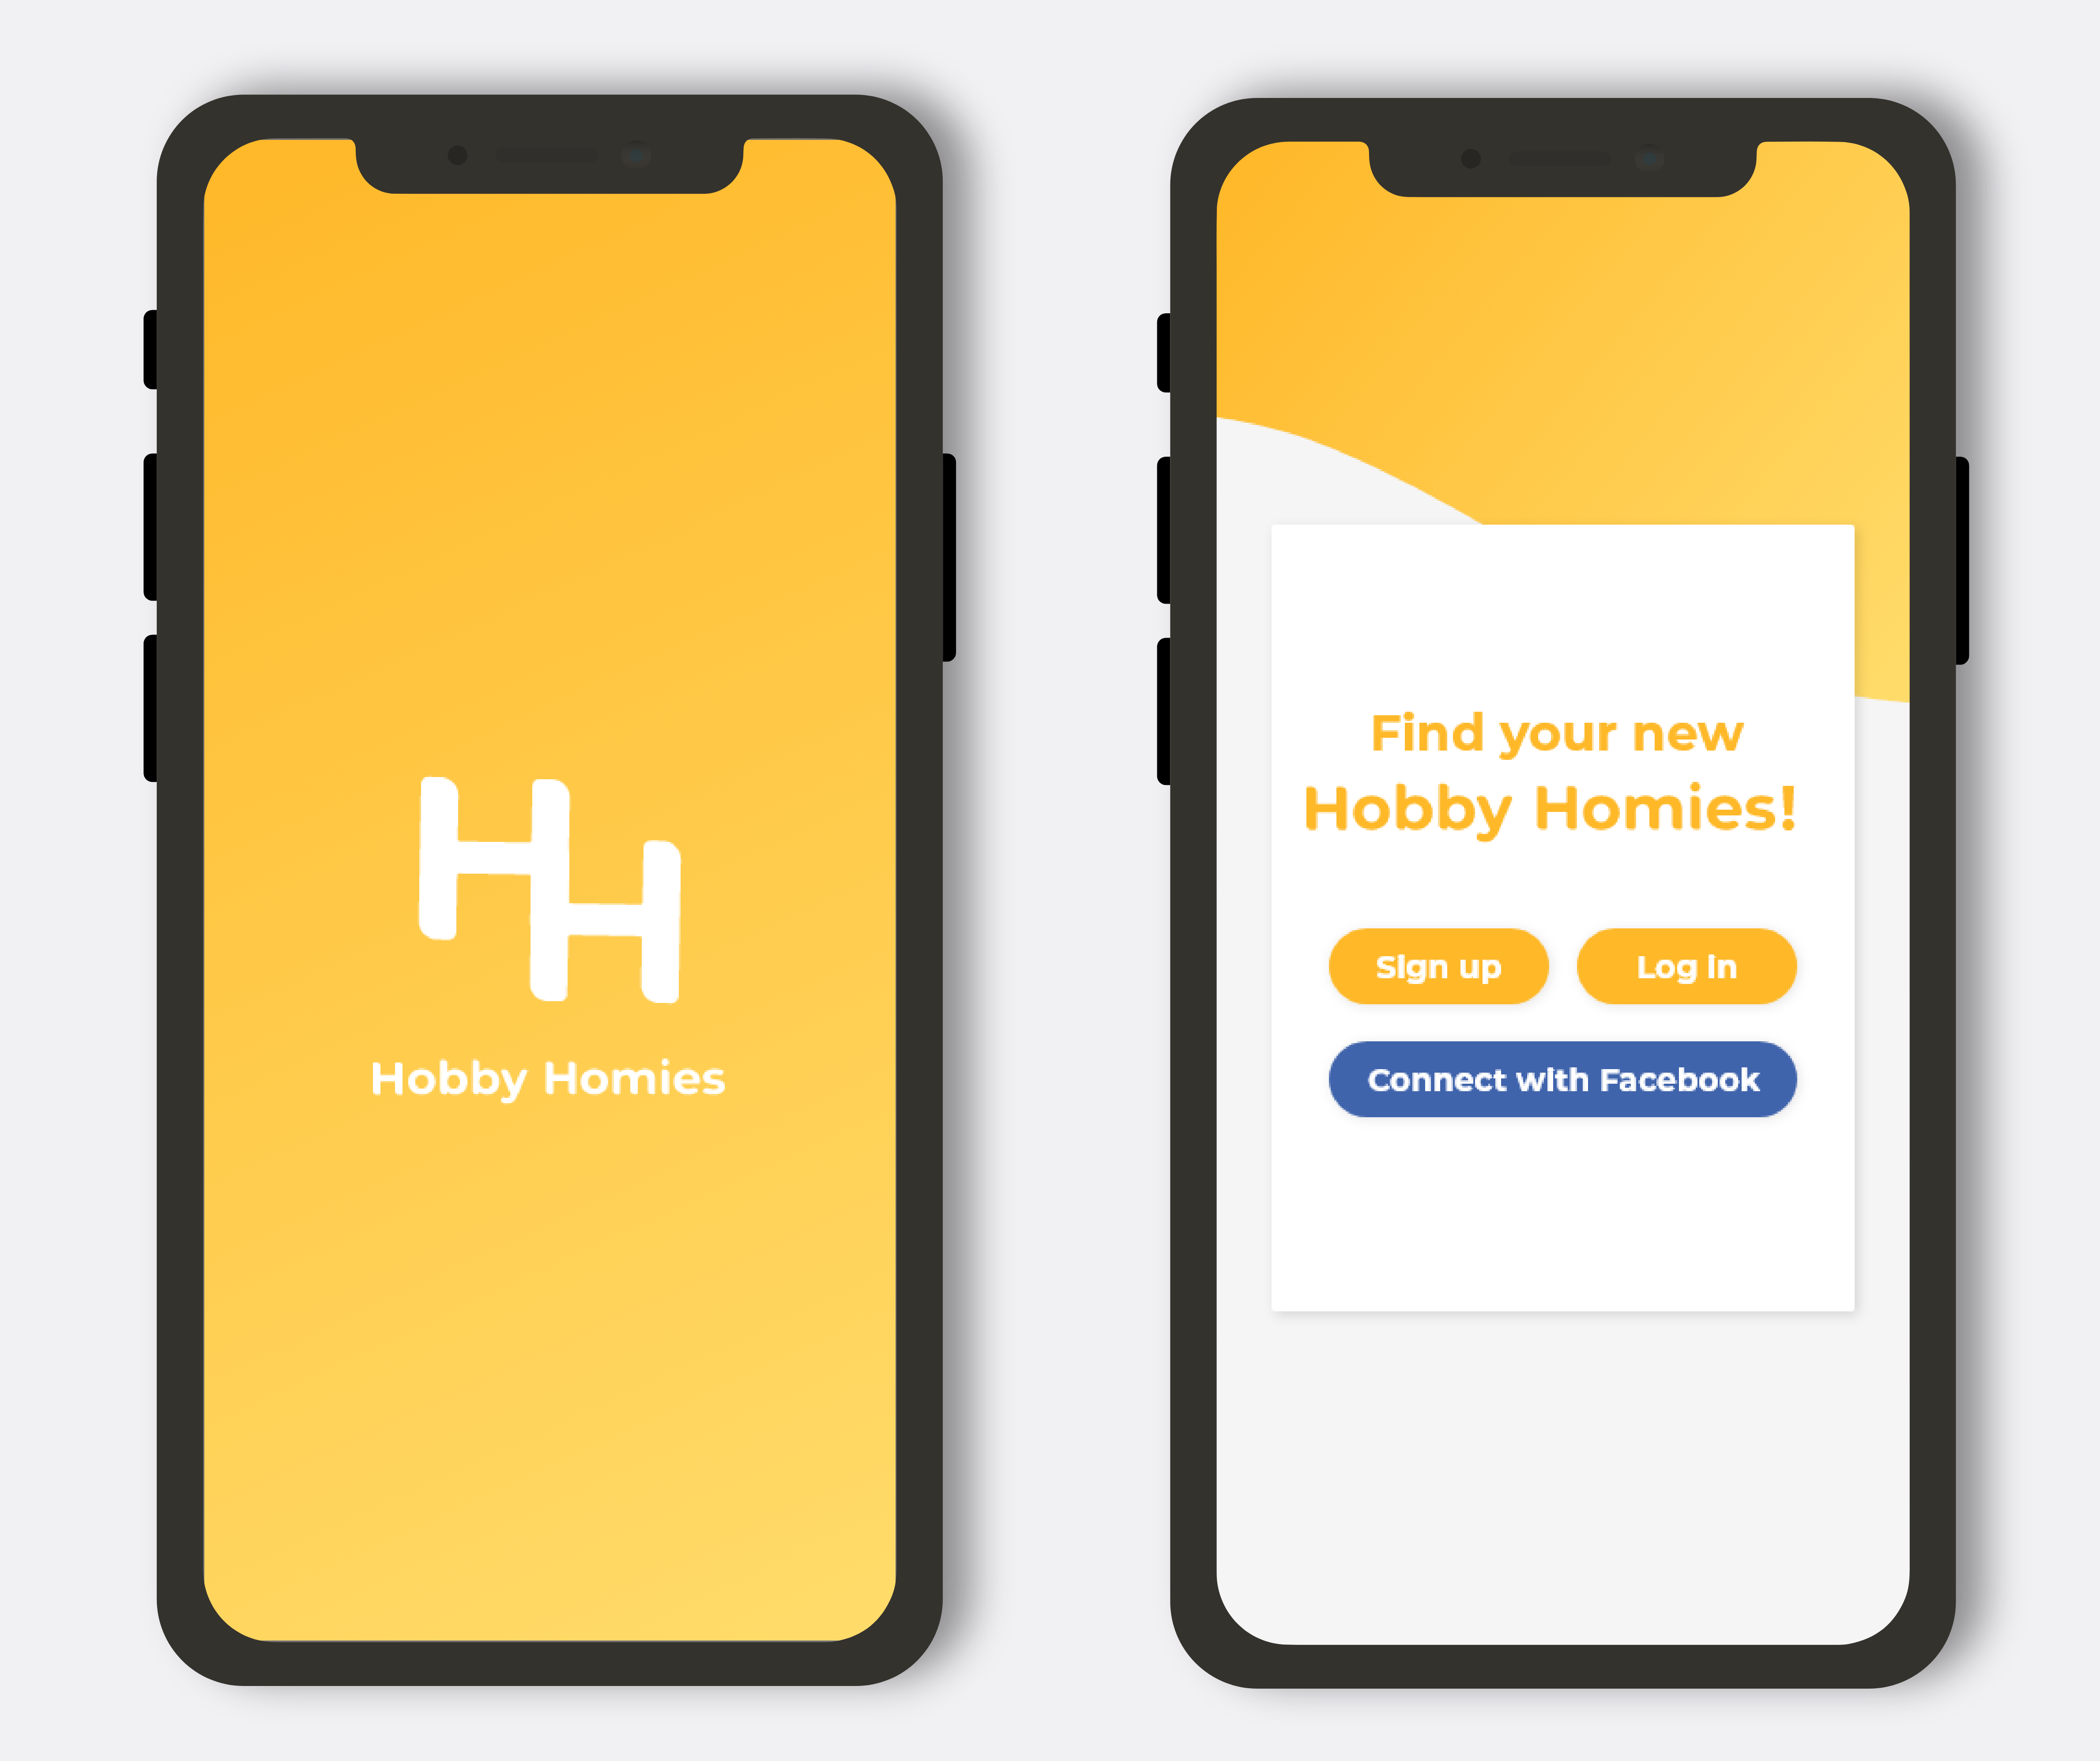 HH
Hobby Homies
Find your new
Hobby Homies!
Sign up
Log in
Connect with Facebook